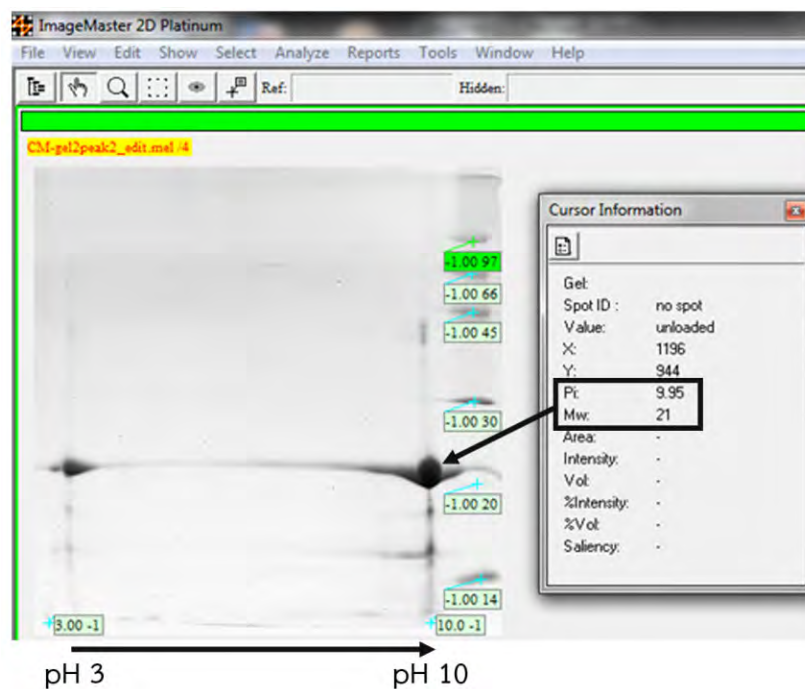 ImageMaster 2D Platinum
File View Edit Show Select Analyze Reports Tools Window Help
Ref: Hidden:
CM-gel2peak2_edit.mel /4
-1.00 97
-1.00 66
-1.00 45
-1.00 30
-1.00 20
-1.00 14
3.00 -1 10.0 -1
Cursor Information
Gel:
Spot ID : no spot
Value: unloaded
X: 1196
Y: 944
Pi: 9.95
Mw: 21
Area: -
Intensity: -
Vol: -
%Intensity: -
%Vol: -
Saliency: -
pH 3 pH 10